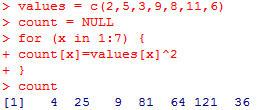 > values = c(2,5,3,9,8,11,6)
> count = NULL
> for (x in 1:7) {
+ count[x]=values[x]^2
+ }
> count
[1]   4  25   9  81  64 121  36